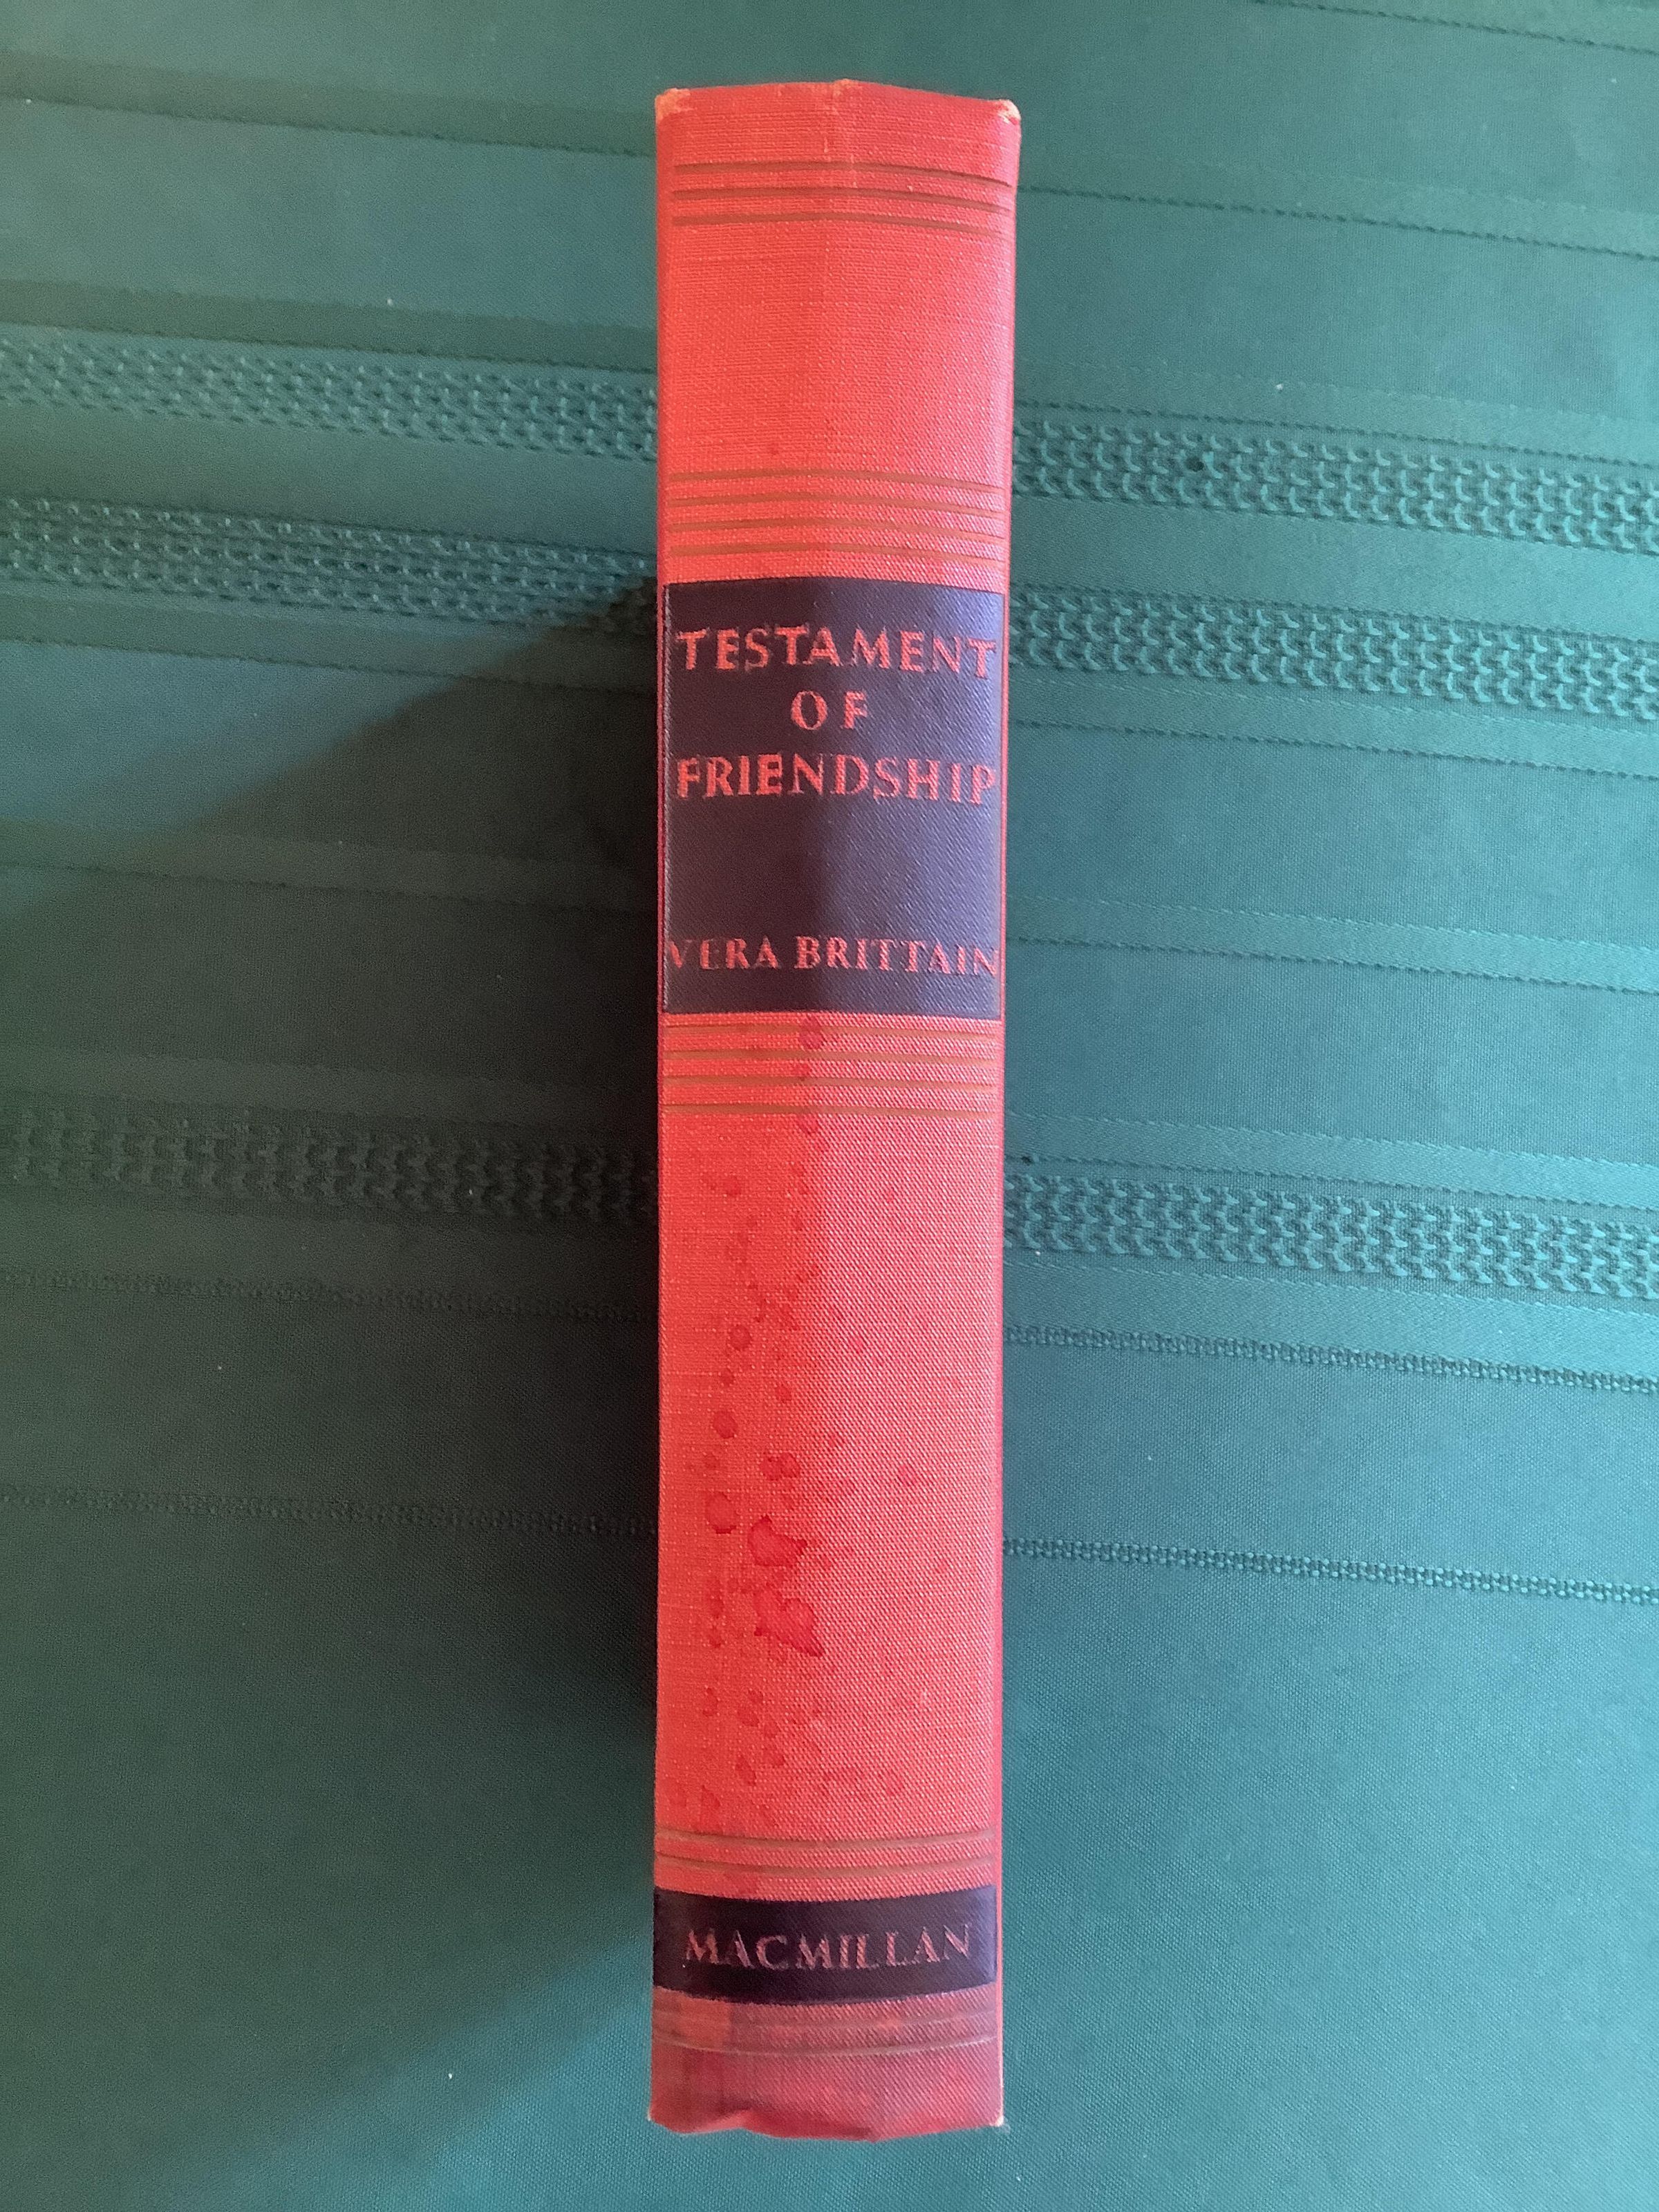 TESTAMENT
OF
FRIENDSHIP
VERA BRITTAIN
MACMILLAN